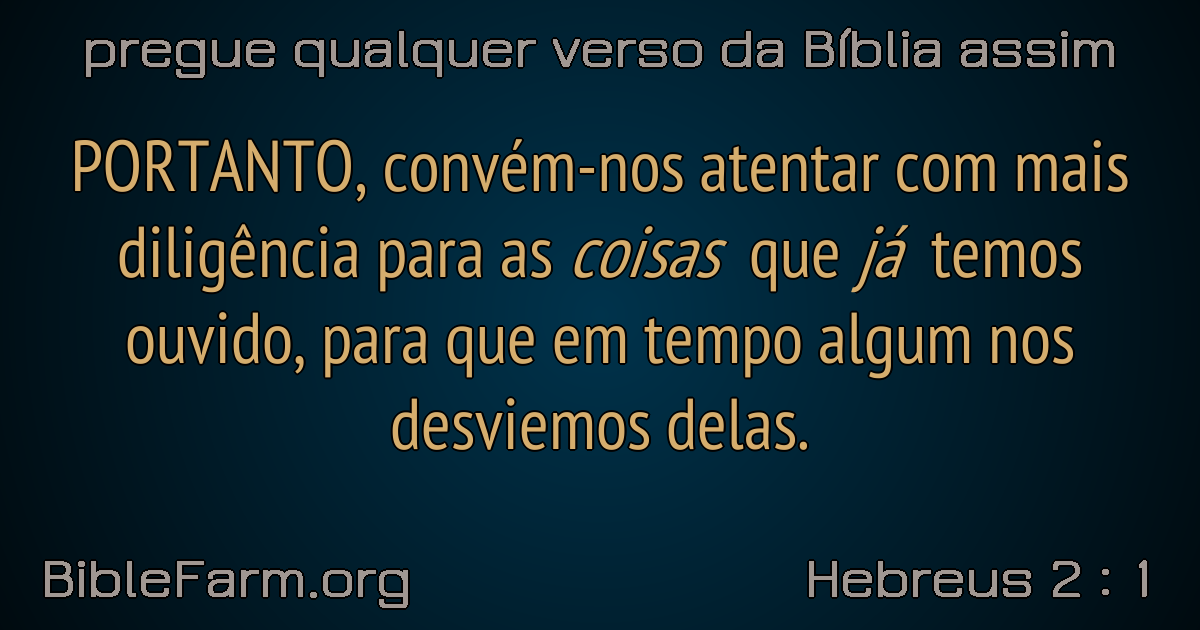 pregue qualquer verso da Bíblia assim
PORTANTO, convém-nos atentar com mais
diligência para as coisas que já temos
ouvido, para que em tempo algum nos
desviemos delas.
BibleFarm.org
Hebreus 2 : 1